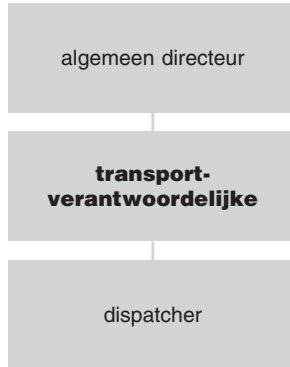 algemeen directeur
transport-
verantwoordelijke
dispatcher